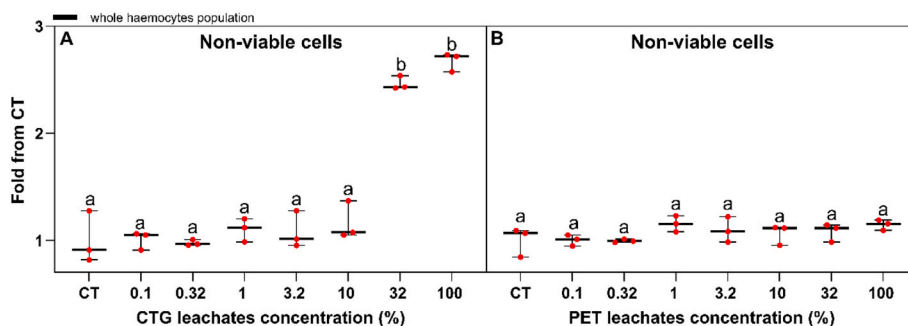 whole haemocytes population
A Non-viable cells
B Non-viable cells
Fold from CT
3
2
1
a a a a a a b b
a a a a a a a a
CT 0.1 0.32 1 3.2 10 32 100
CT 0.1 0.32 1 3.2 10 32 100
CTG leachates concentration (%)
PET leachates concentration (%)